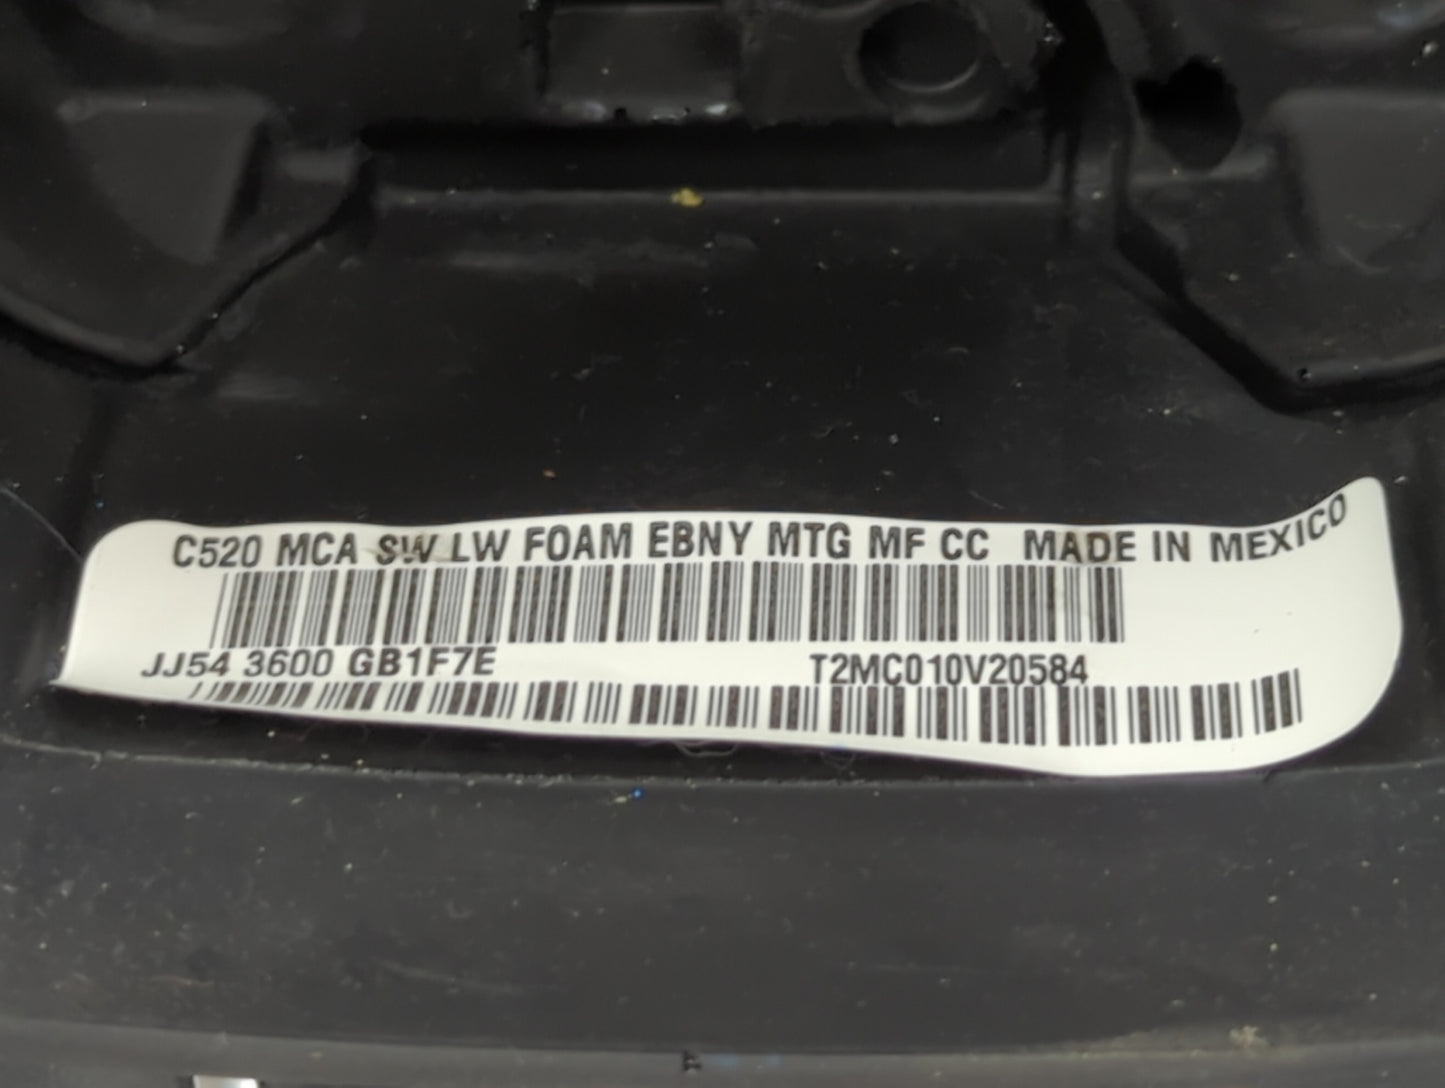 C520 MCA SW LW FOAM EBNY MTG MF CC MADE IN MEXICO
JJ54 3600 GB1F7E T2MC010V20584